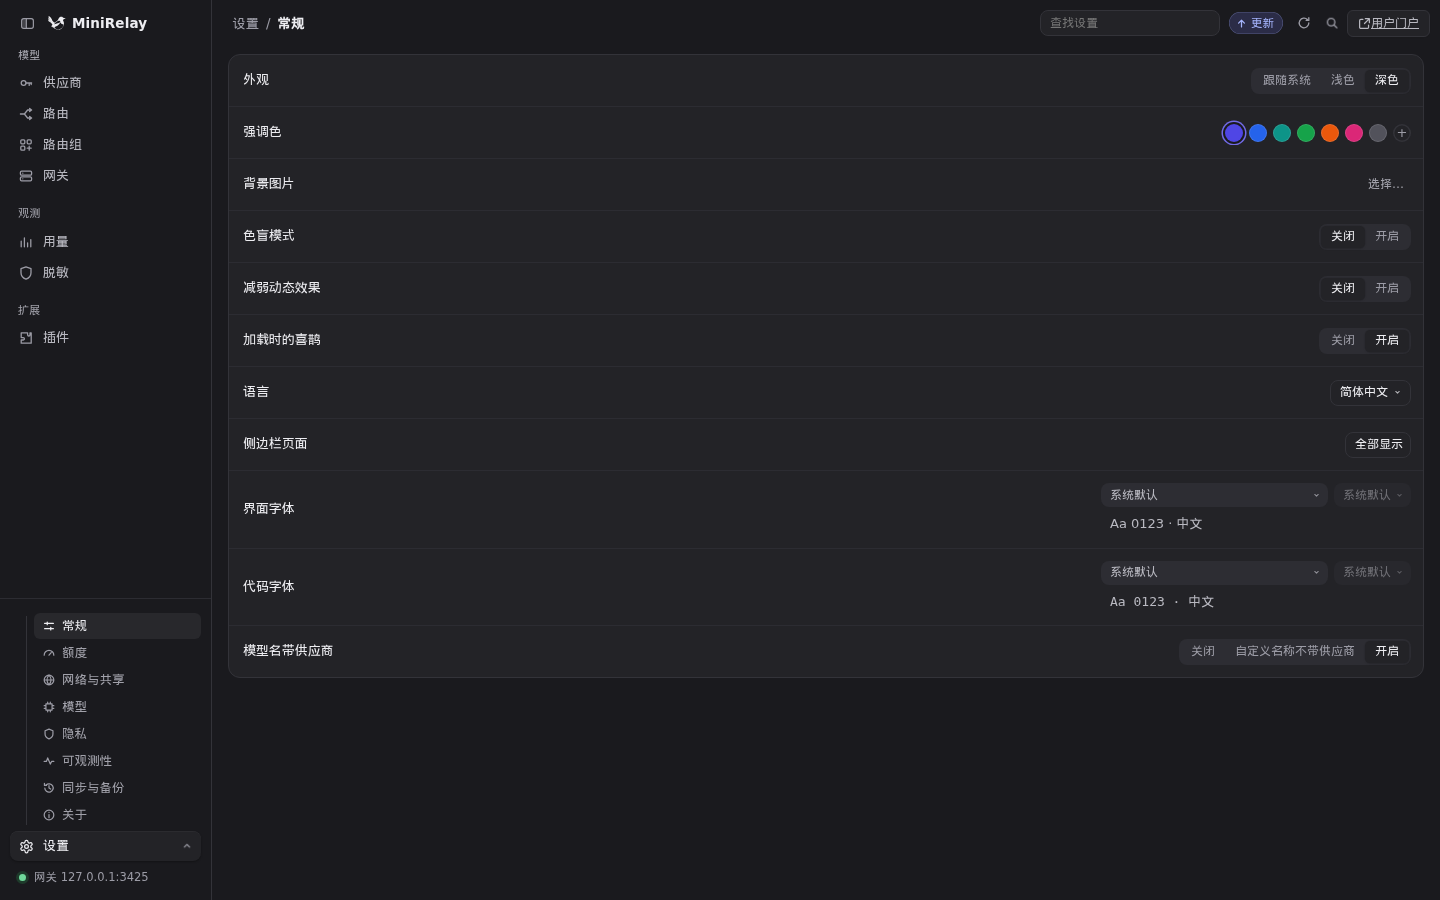 MiniRelay
模型
供应商
路由
路由组
网关
观测
用量
脱敏
扩展
插件
常规
额度
网络与共享
模型
隐私
可观测性
同步与备份
关于
设置
网关 127.0.0.1:3425
设置 / 常规
查找设置
更新
用户门户
外观
跟随系统 浅色 深色
强调色
背景图片
选择...
色盲模式
关闭 开启
减弱动态效果
关闭 开启
加载时的喜鹊
关闭 开启
语言
简体中文
侧边栏页面
全部显示
界面字体
系统默认 系统默认
Aa 0123 · 中文
代码字体
系统默认 系统默认
Aa 0123 · 中文
模型名带供应商
关闭 自定义名称不带供应商 开启